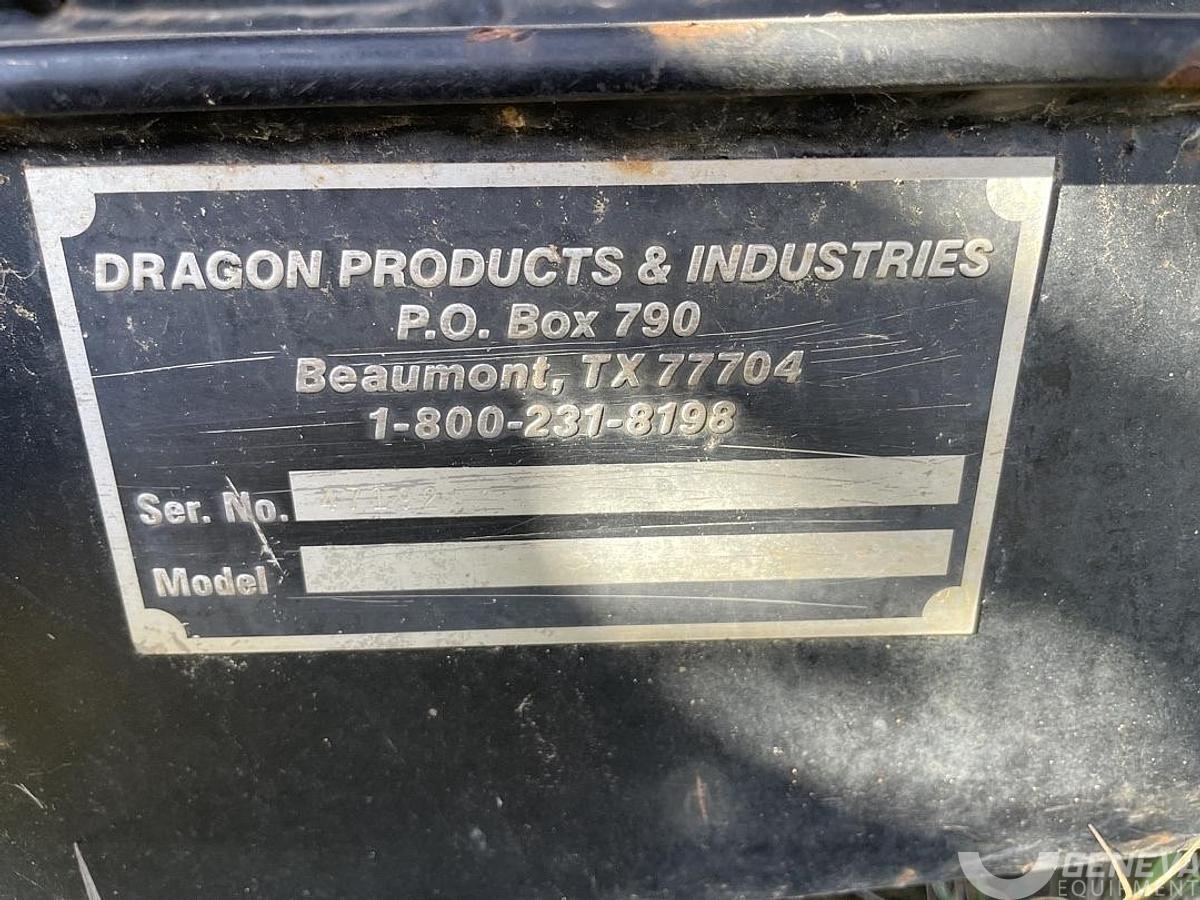 DRAGON PRODUCTS & INDUSTRIES
P.O. Box 790
Beaumont, TX 77704
1-800-231-8198
Ser. No.
Model
GENEVA
EQUIPMENT